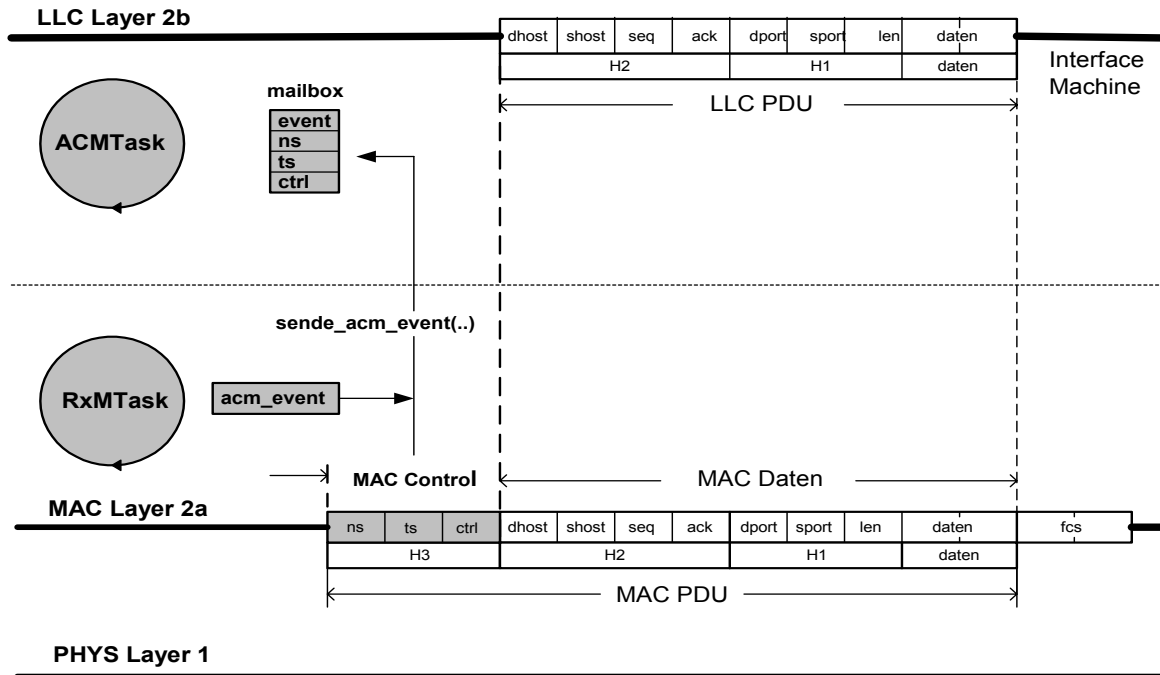 LLC Layer 2b
dhost shost seq ack dport sport len daten
H2 H1 daten
Interface
Machine
LLC PDU
mailbox
event
ns
ts
ctrl
ACMTask
sende_acm_event(..)
RxMTask
acm_event
MAC Control
MAC Daten
MAC Layer 2a
ns ts ctrl dhost shost seq ack dport sport len daten fcs
H3 H2 H1 daten
MAC PDU
PHYS Layer 1